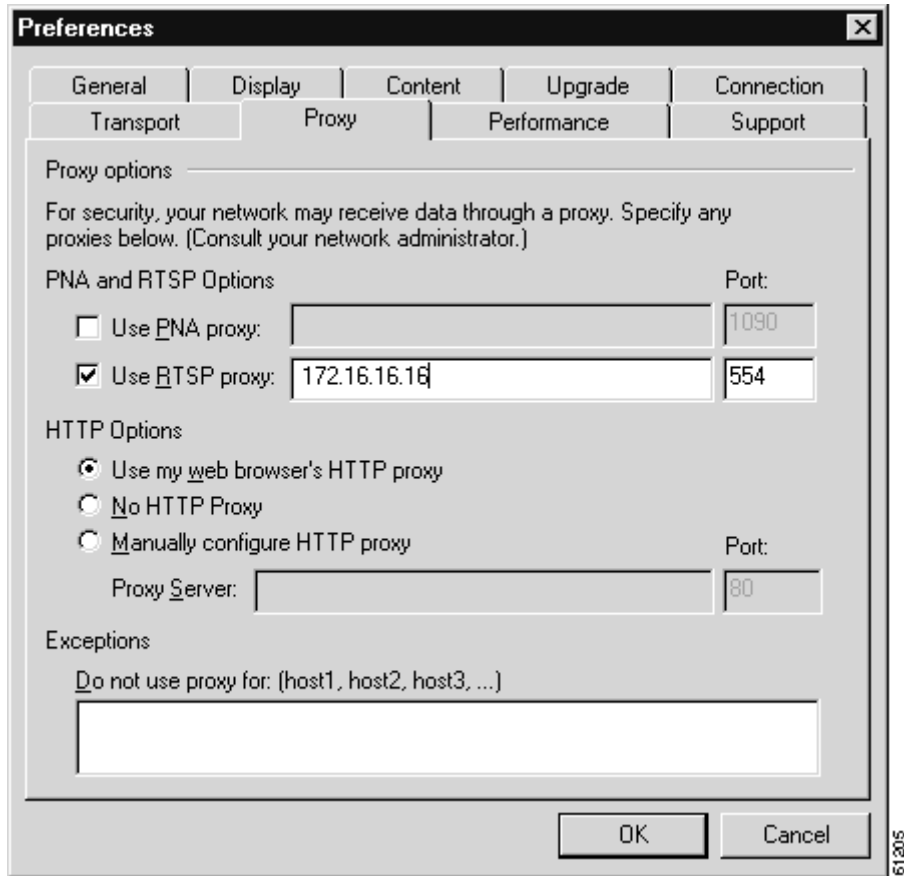 Preferences
General Display Content Upgrade Connection
Transport Proxy Performance Support
Proxy options
For security, your network may receive data through a proxy. Specify any
proxies below. (Consult your network administrator.)
PNA and RTSP Options Port:
Use PNA proxy: 1090
Use RTSP proxy: 172.16.16.16 554
HTTP Options
Use my web browser's HTTP proxy
No HTTP Proxy
Manually configure HTTP proxy Port:
Proxy Server: 80
Exceptions
Do not use proxy for: (host1, host2, host3, ...)
OK Cancel
61205